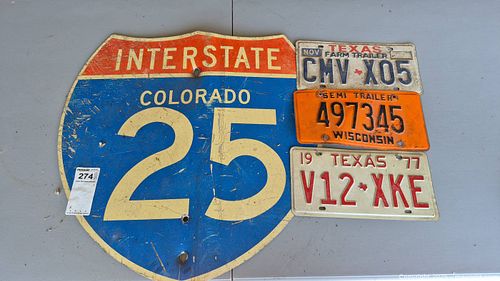 INTERSTATE
COLORADO
25
274
NOV TEXAS
FARM TRAILER
CMV X05
SEMI TRAILER
497345
WISCONSIN
19 TEXAS 77
V12 XKE